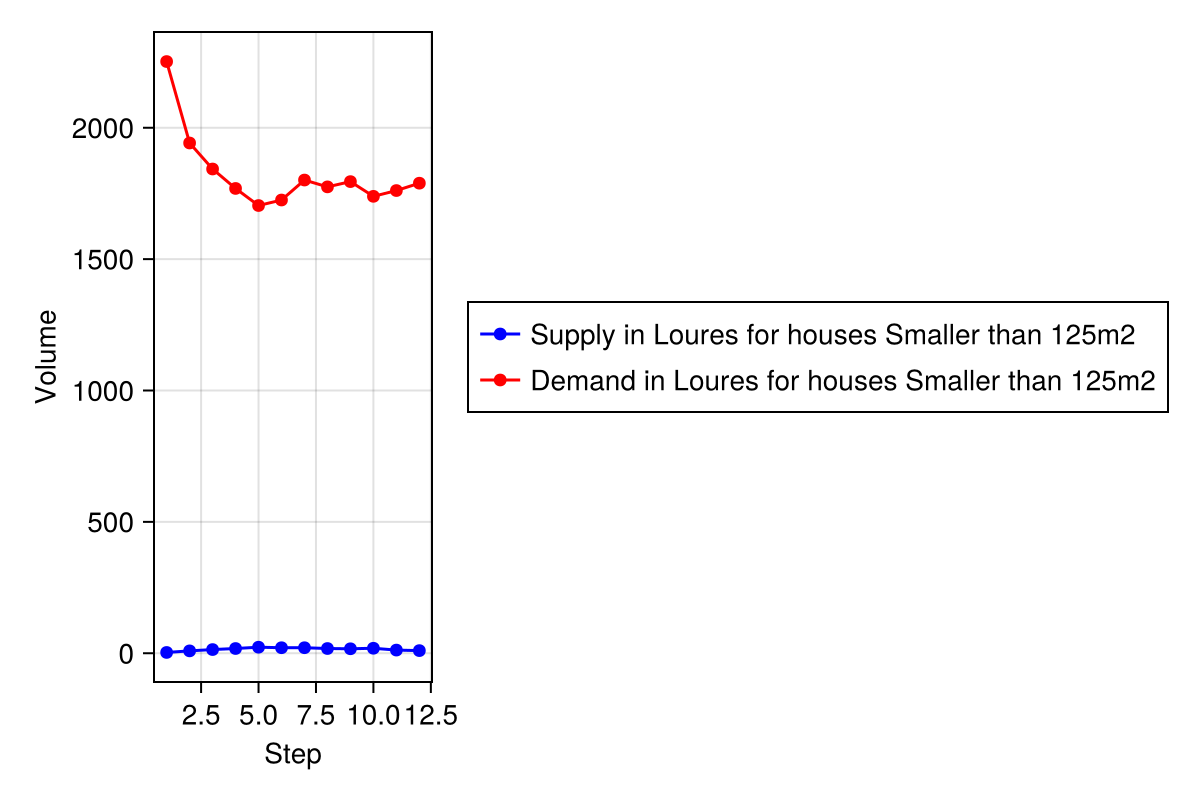 2000
1500
1000
500
0
Volume
2.5 5.0 7.5 10.0 12.5
Step
Supply in Loures for houses Smaller than 125m2
Demand in Loures for houses Smaller than 125m2